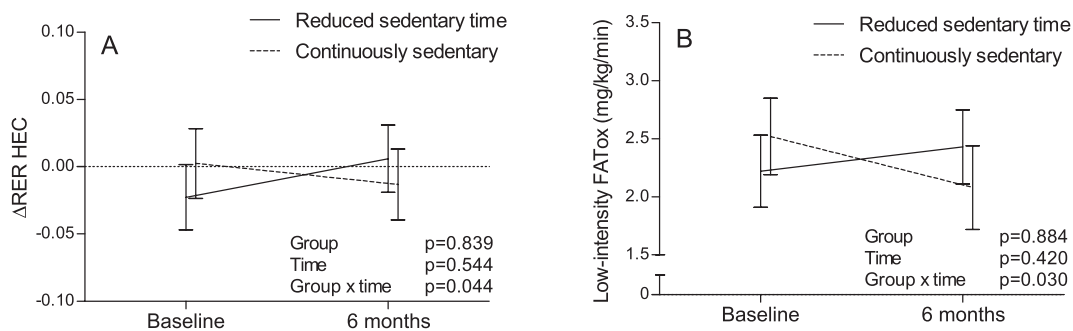 A
Reduced sedentary time
Continuously sedentary
ΔRER HEC
0.10
0.05
0.00
-0.05
-0.10
Group p=0.839
Time p=0.544
Group x time p=0.044
Baseline 6 months
B
Reduced sedentary time
Continuously sedentary
Low-intensity FATox (mg/kg/min)
3.5
3.0
2.5
2.0
1.5
0
Group p=0.884
Time p=0.420
Group x time p=0.030
Baseline 6 months